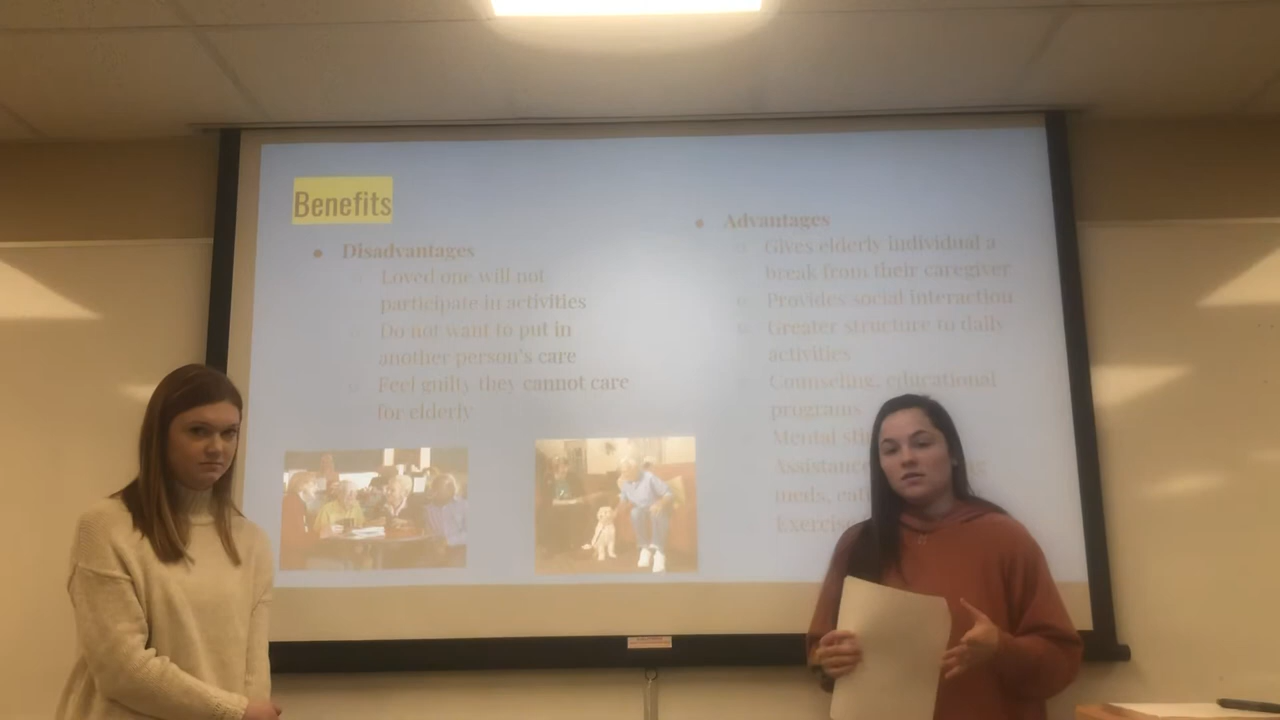 Benefits
Disadvantages
Loved one will not
participate in activities
Do not want to put in
another person's care
Feel guilty they cannot care
for elderly
Advantages
Gives elderly individual a
break from their caregiver
Provides social interaction
Greater structure to daily
activities
Counseling, educational
programs
Mental
Assistance
meds,
Exercise